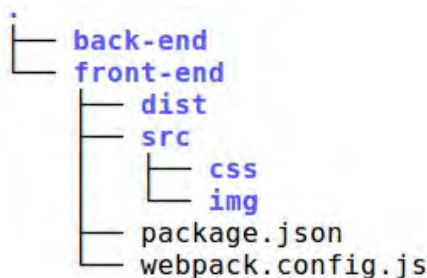 .
back-end
front-end
dist
src
css
img
package.json
webpack.config.js